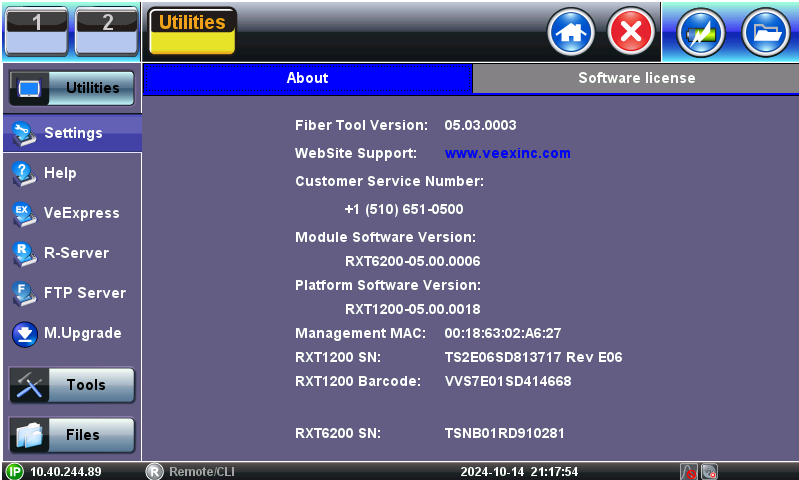 1 2 Utilities
Utilities
About Software license
Settings
Help
VeExpress
R-Server
FTP Server
M.Upgrade
Tools
Files
Fiber Tool Version: 05.03.0003
WebSite Support: www.veexinc.com
Customer Service Number:
+1 (510) 651-0500
Module Software Version:
RXT6200-05.00.0006
Platform Software Version:
RXT1200-05.00.0018
Management MAC: 00:18:63:02:A6:27
RXT1200 SN: TS2E06SD813717 Rev E06
RXT1200 Barcode: VVS7E01SD414668
RXT6200 SN: TSNB01RD910281
IP 10.40.244.89 R Remote/CLI 2024-10-14 21:17:54